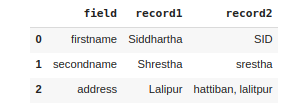 field record1 record2
0 firstname Siddhartha SID
1 secondname Shrestha srestha
2 address Lalipur hattiban, lalitpur